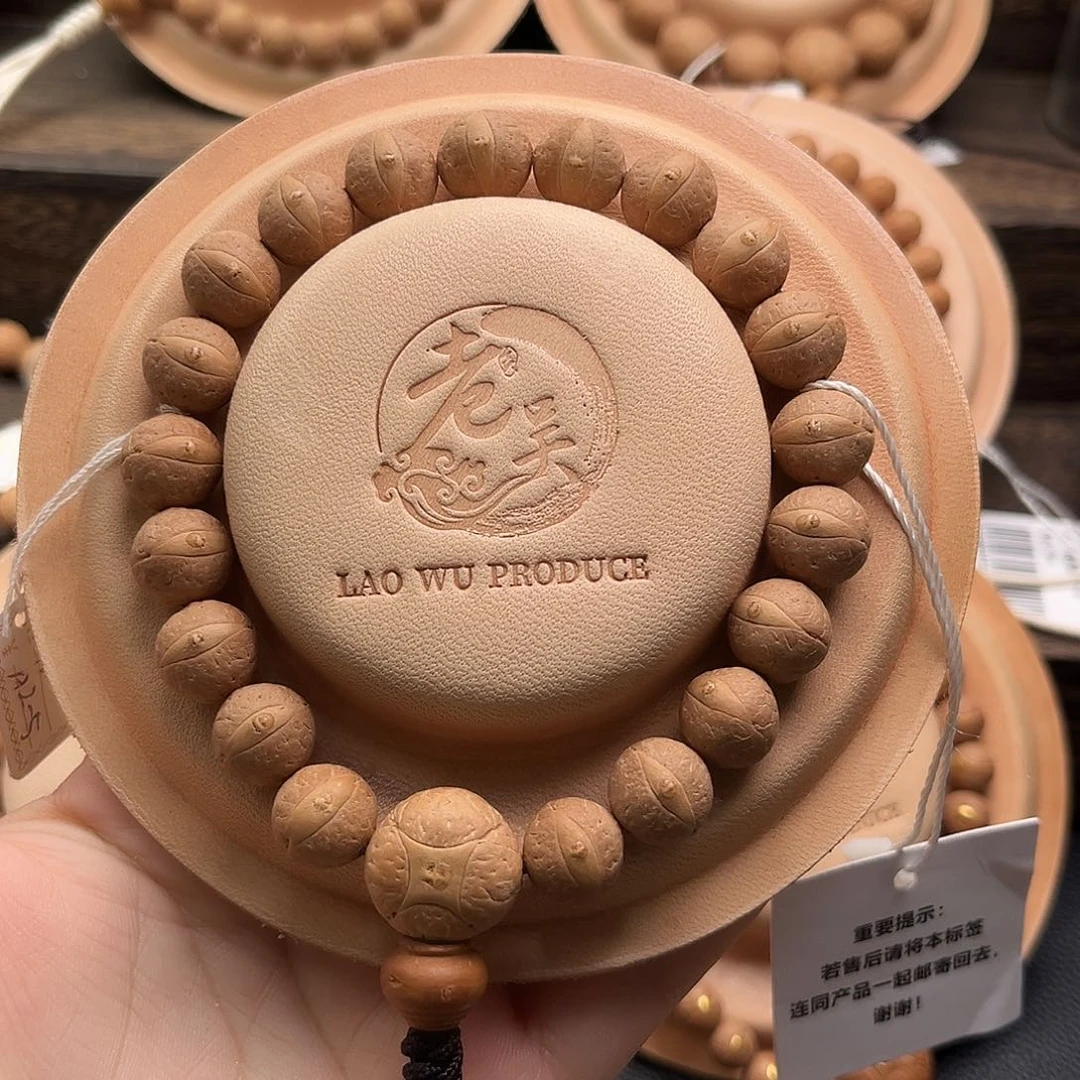 老吴
LAO WU PRODUCE
重要提示：
若售后请将本标签
连同产品一起邮寄回去，
谢谢！